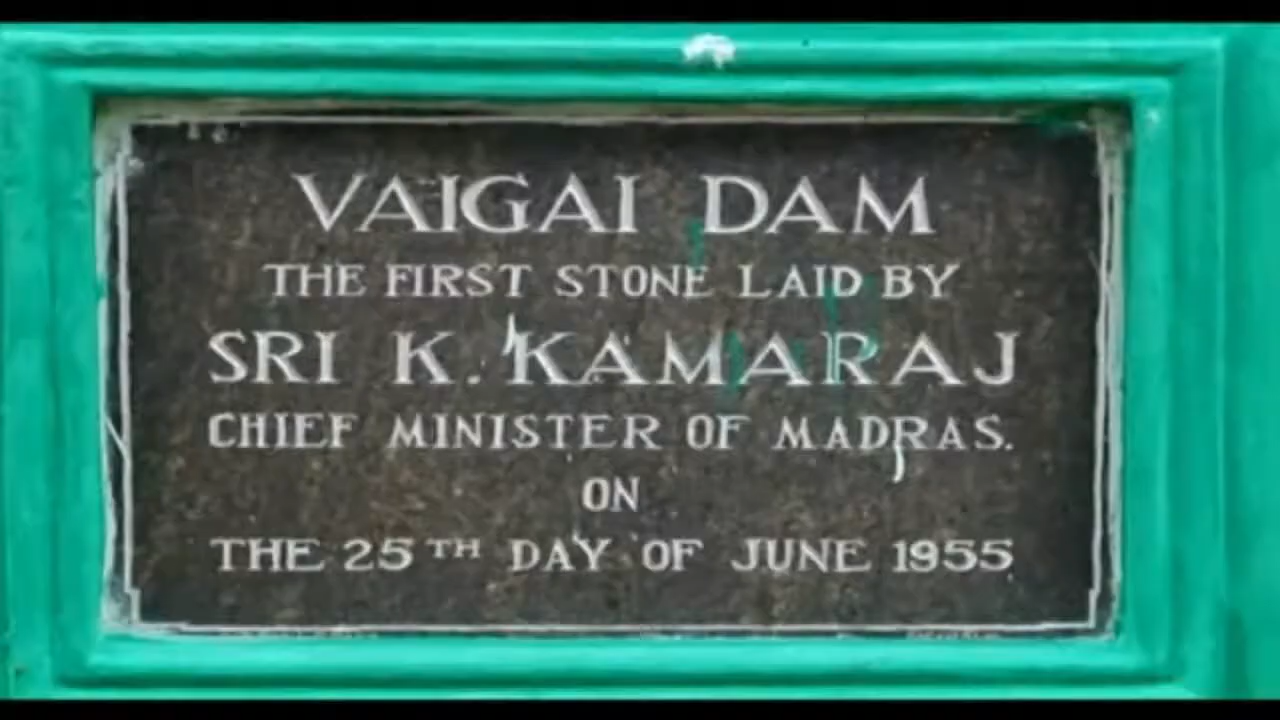 VAIGAI DAM
THE FIRST STONE LAID BY
SRI K. KAMARAJ
CHIEF MINISTER OF MADRAS.
ON
THE 25TH DAY OF JUNE 1955